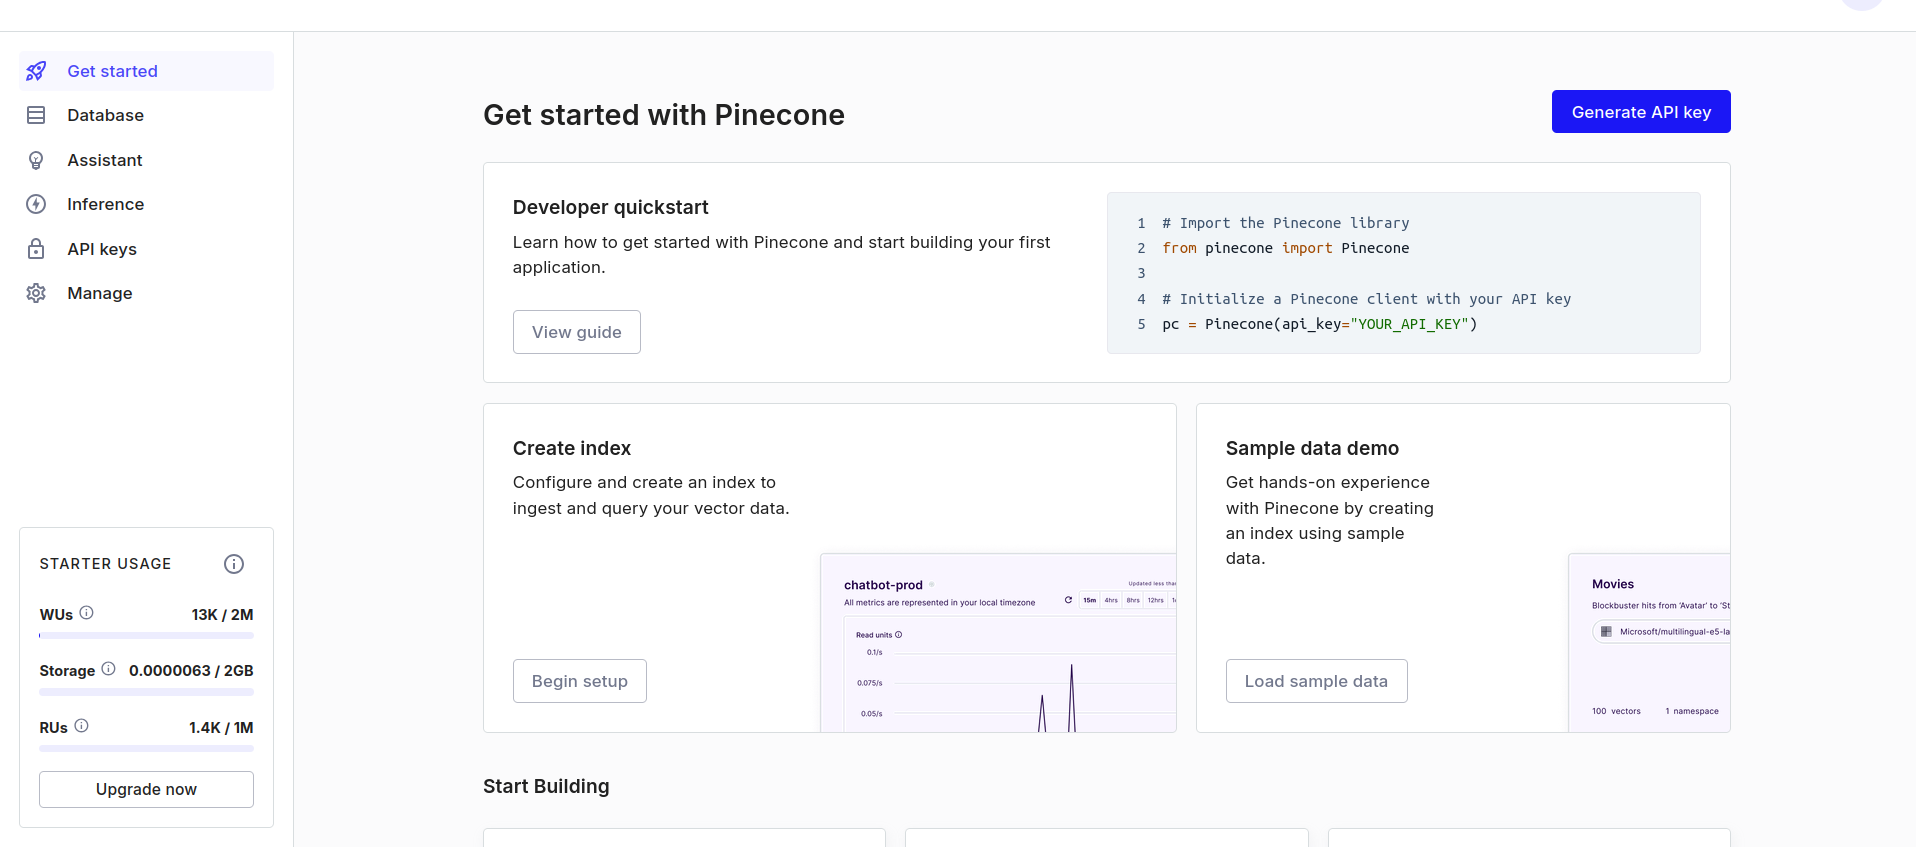 Get started
Database
Assistant
Inference
API keys
Manage
STARTER USAGE
WUs 13K / 2M
Storage 0.0000063 / 2GB
RUs 1.4K / 1M
Upgrade now
Get started with Pinecone
Generate API key
Developer quickstart
Learn how to get started with Pinecone and start building your first
application.
View guide
1 # Import the Pinecone library
2 from pinecone import Pinecone
3
4 # Initialize a Pinecone client with your API key
5 pc = Pinecone(api_key="YOUR_API_KEY")
Create index
Configure and create an index to
ingest and query your vector data.
Begin setup
chatbot-prod
Updated less than
All metrics are represented in your local timezone
15m 4hrs 8hrs 12hrs
Read units
0.1/s
0.075/s
0.05/s
Sample data demo
Get hands-on experience
with Pinecone by creating
an index using sample
data.
Load sample data
Movies
Blockbuster hits from 'Avatar' to 'St
Microsoft/multilingual-e5-la
100 vectors 1 namespace
Start Building